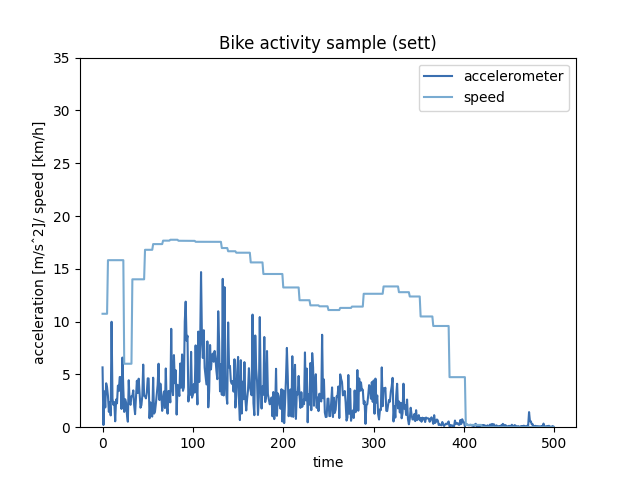 Bike activity sample (sett)
accelerometer
speed
acceleration [m/s^2]/ speed [km/h]
35
30
25
20
15
10
5
0
0 100 200 300 400 500
time